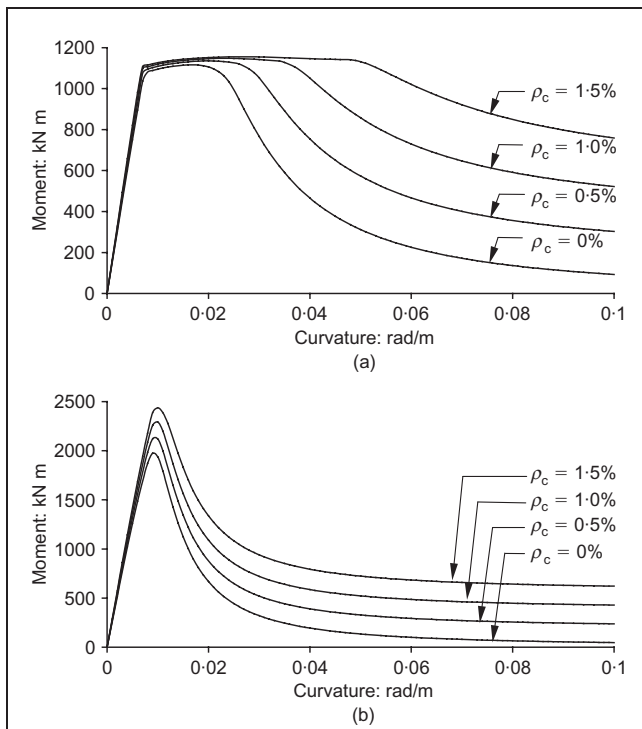 1200
1000
800
600
400
200
0
Moment: kN m
ρc = 1·5%
ρc = 1·0%
ρc = 0·5%
ρc = 0%
0 0·02 0·04 0·06 0·08 0·1
Curvature: rad/m
(a)
2500
2000
1500
1000
500
0
Moment: kN m
ρc = 1·5%
ρc = 1·0%
ρc = 0·5%
ρc = 0%
0 0·02 0·04 0·06 0·08 0·1
Curvature: rad/m
(b)